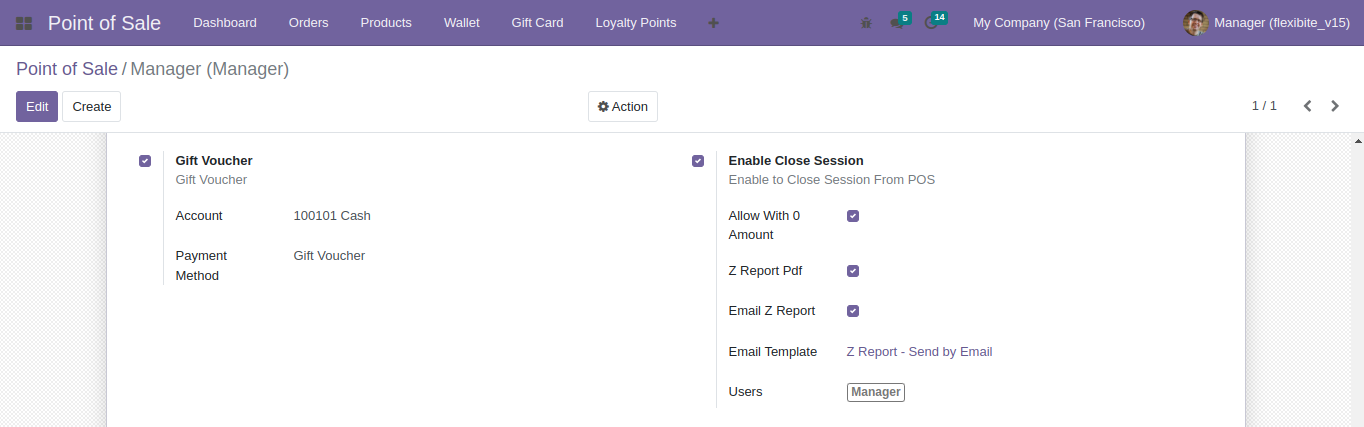 Point of Sale Dashboard Orders Products Wallet Gift Card Loyalty Points 5 14 My Company (San Francisco) Manager (flexibite_v15)
Point of Sale / Manager (Manager)
Edit Create Action 1 / 1
Gift Voucher
Gift Voucher
Account 100101 Cash
Payment Method Gift Voucher
Enable Close Session
Enable to Close Session From POS
Allow With 0
Amount
Z Report Pdf
Email Z Report
Email Template Z Report - Send by Email
Users Manager